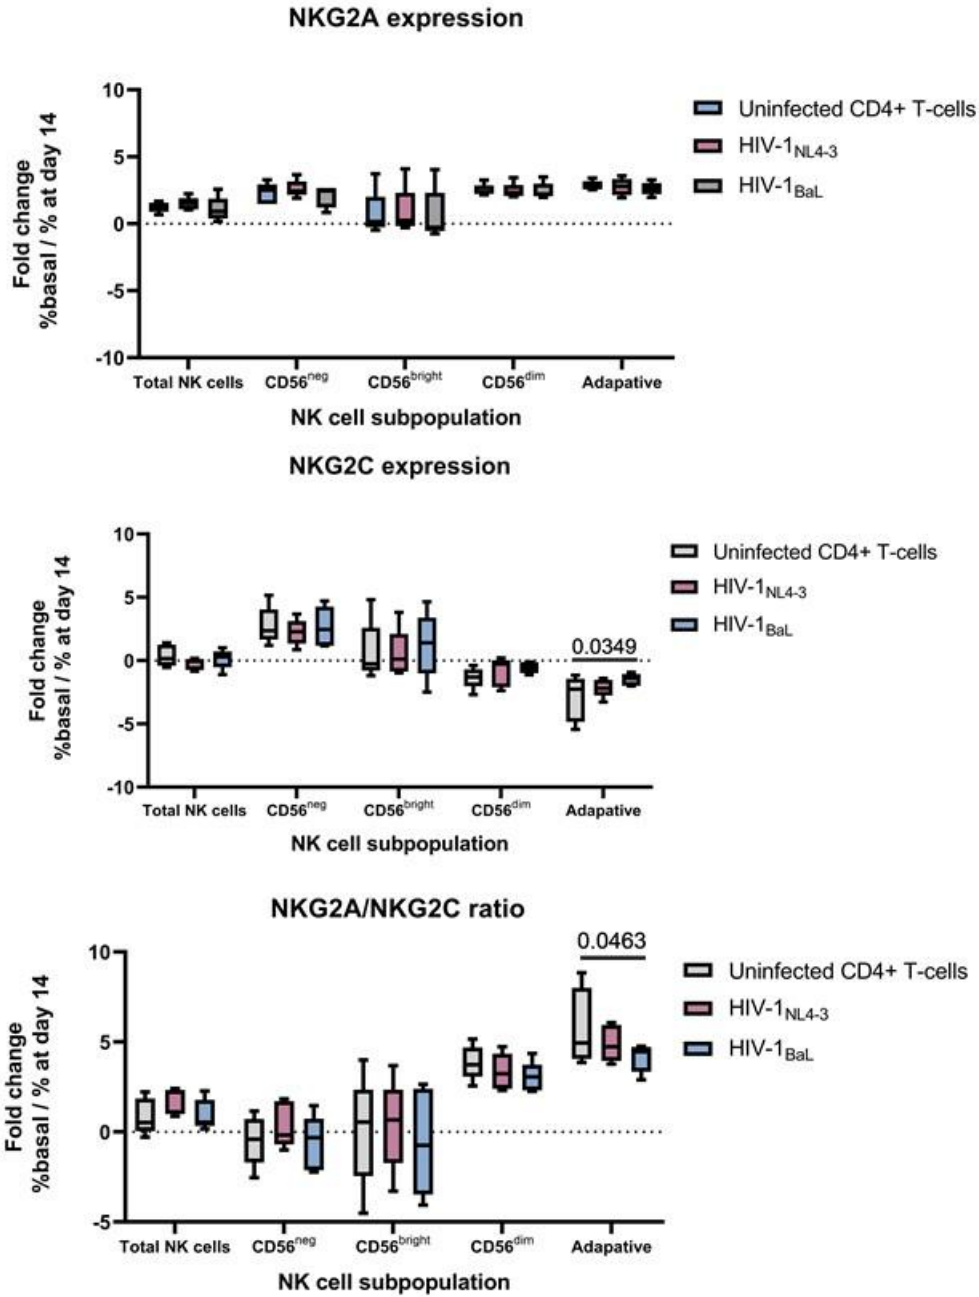 NKG2A expression
10
5
0
-5
-10
Fold change
%basal / % at day 14
Uninfected CD4+ T-cells
HIV-1NL4-3
HIV-1BaL
Total NK cells CD56neg CD56bright CD56dim Adapative
NK cell subpopulation
NKG2C expression
10
5
0
-5
-10
Fold change
%basal / % at day 14
Uninfected CD4+ T-cells
HIV-1NL4-3
HIV-1BaL
0.0349
Total NK cells CD56neg CD56bright CD56dim Adapative
NK cell subpopulation
NKG2A/NKG2C ratio
10
5
0
-5
Fold change
%basal / % at day 14
0.0463
Uninfected CD4+ T-cells
HIV-1NL4-3
HIV-1BaL
Total NK cells CD56neg CD56bright CD56dim Adapative
NK cell subpopulation